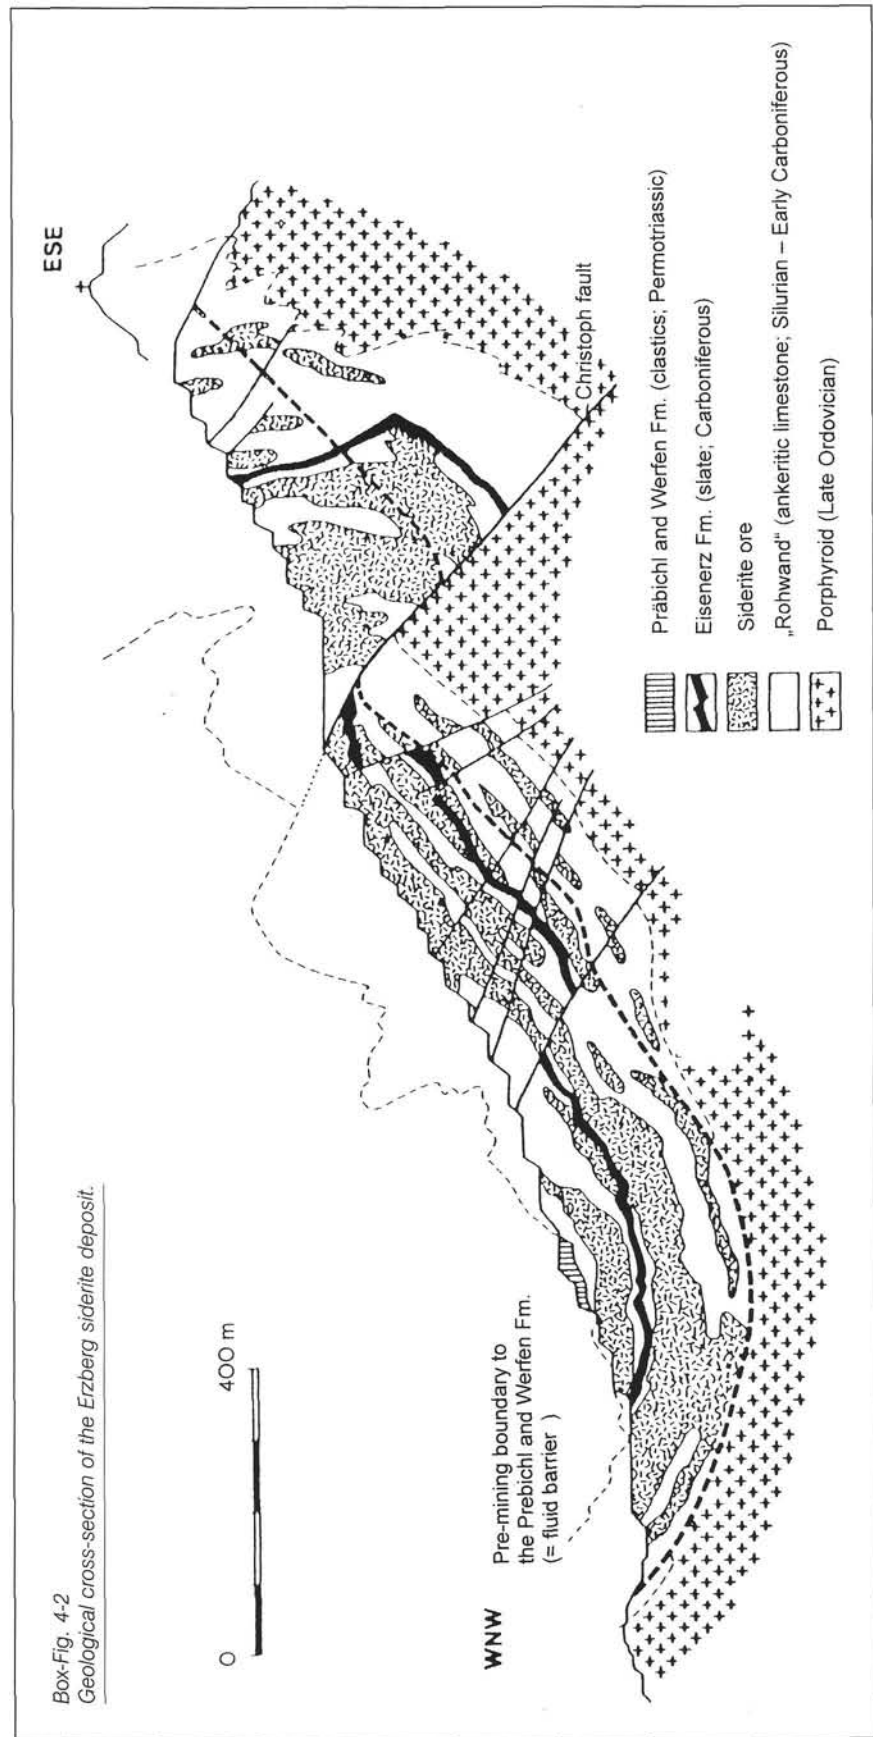 Box-Fig. 4-2
Geological cross-section of the Erzberg siderite deposit.
0
400 m
WNW
ESE
Pre-mining boundary to
the Prebichl and Werfen Fm.
(= fluid barrier )
Christoph fault
Präbichl and Werfen Fm. (clastics; Permotriassic)
Eisenerz Fm. (slate; Carboniferous)
Siderite ore
„Rohwand“ (ankeritic limestone; Silurian – Early Carboniferous)
Porphyroid (Late Ordovician)